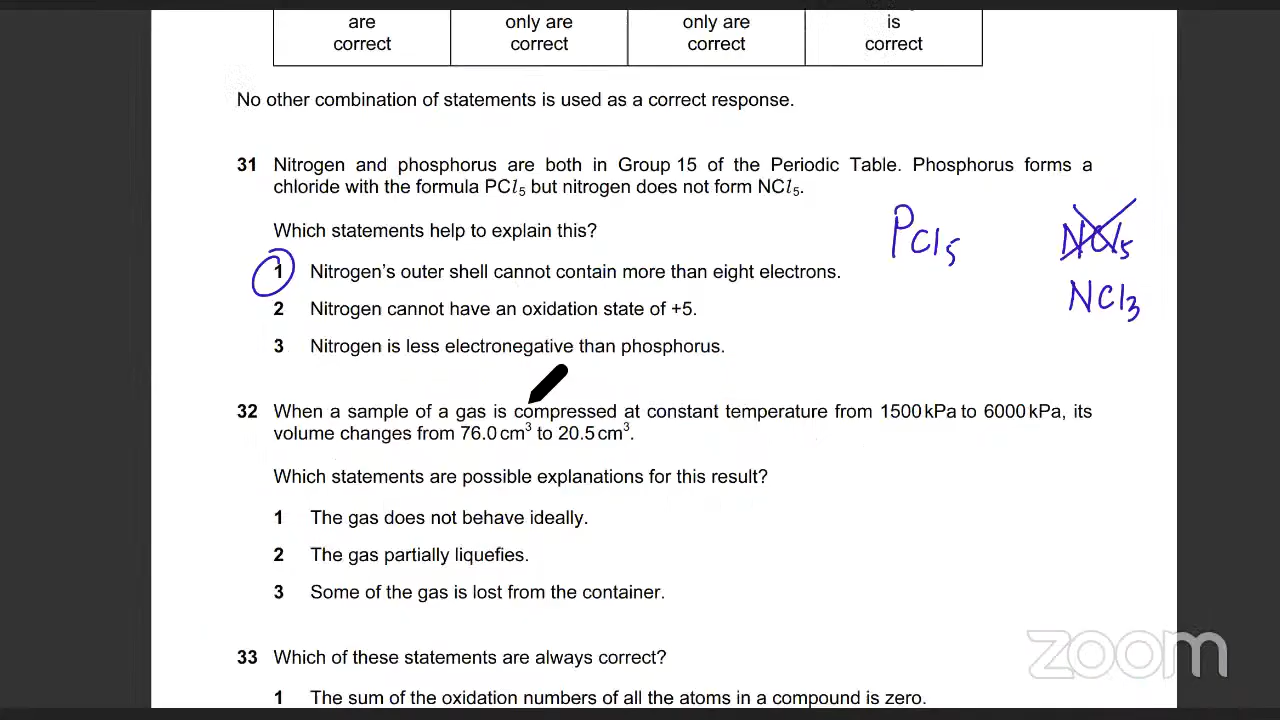 are only are only are is
correct correct correct correct
No other combination of statements is used as a correct response.
31 Nitrogen and phosphorus are both in Group 15 of the Periodic Table. Phosphorus forms a
chloride with the formula PCl₅ but nitrogen does not form NCl₅.
Which statements help to explain this?
PCl₅ NCl₅
1 Nitrogen's outer shell cannot contain more than eight electrons.
NCl₃
2 Nitrogen cannot have an oxidation state of +5.
3 Nitrogen is less electronegative than phosphorus.
32 When a sample of a gas is compressed at constant temperature from 1500 kPa to 6000 kPa, its
volume changes from 76.0 cm³ to 20.5 cm³.
Which statements are possible explanations for this result?
1 The gas does not behave ideally.
2 The gas partially liquefies.
3 Some of the gas is lost from the container.
33 Which of these statements are always correct?
zoom
1 The sum of the oxidation numbers of all the atoms in a compound is zero.